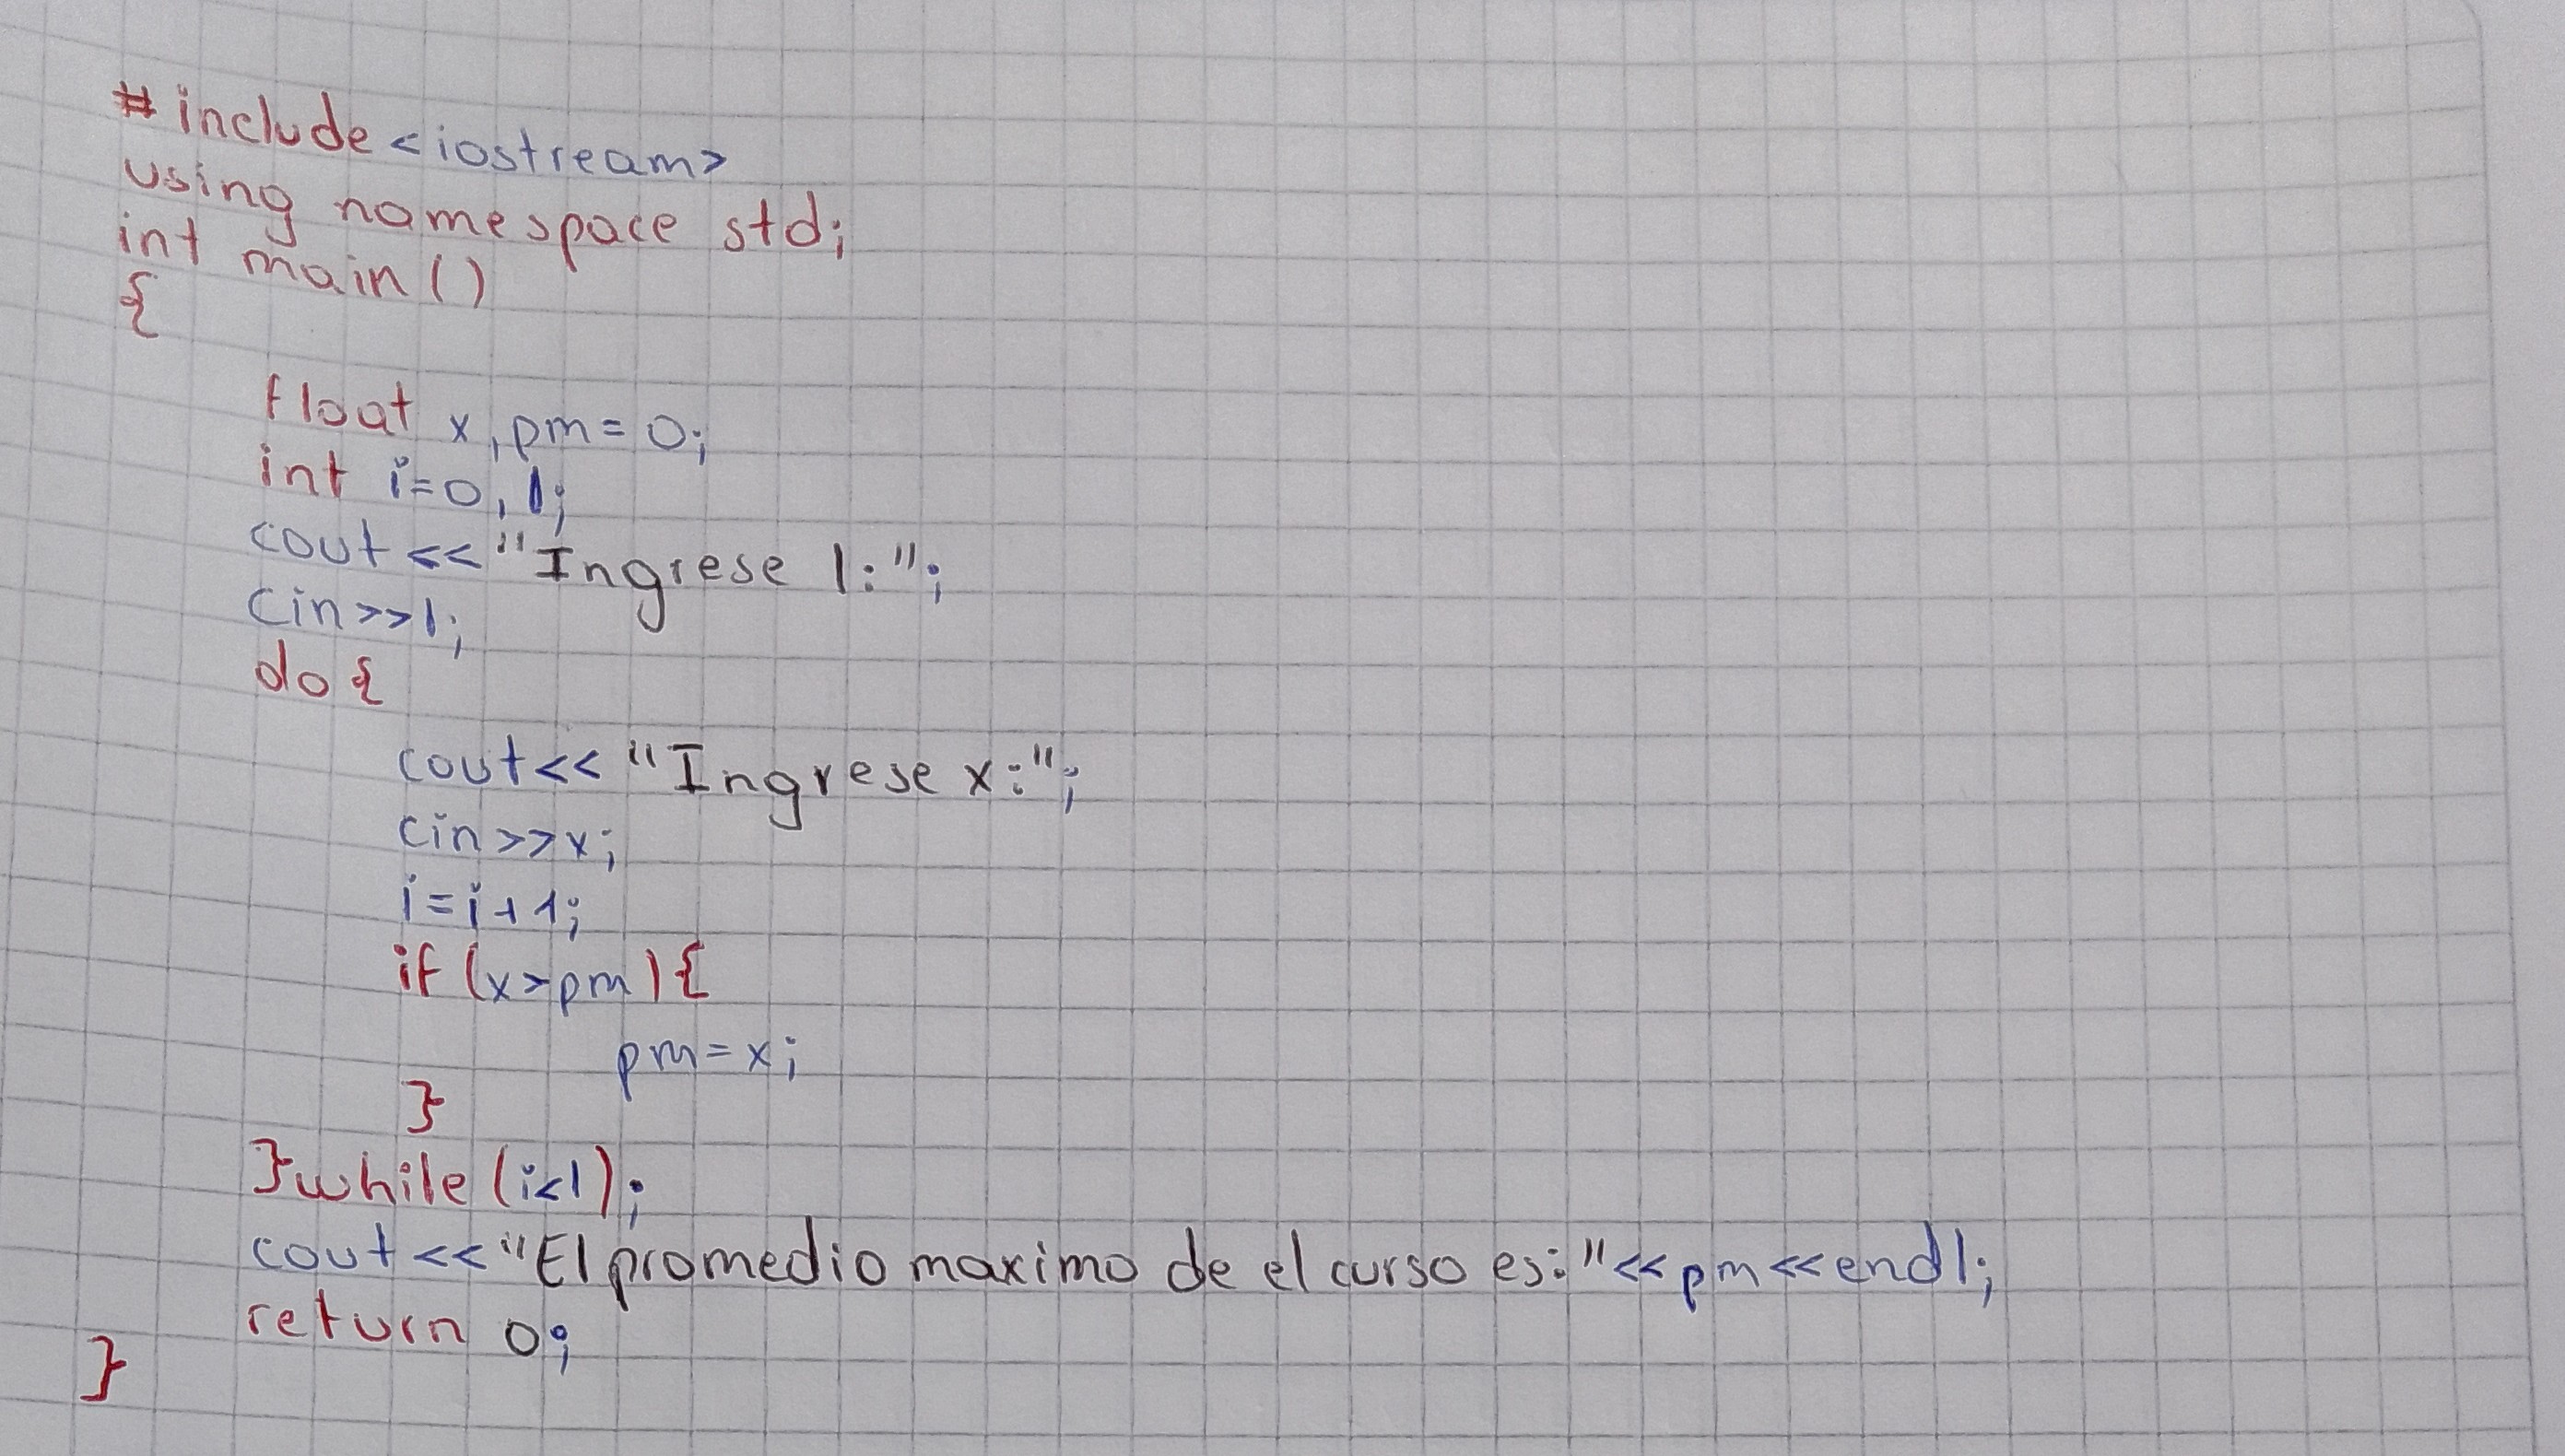 #include<iostream>
using namespace std;
int main()
{
float x,pm=0;
int i=0,l;
cout<<"Ingrese l:";
cin>>l;
do{
cout<<"Ingrese x:";
cin>>x;
i=i+1;
if(x>pm){
pm=x;
}
}while(i<l);
cout<<"El promedio maximo de el curso es:"<<pm<<endl;
return 0;
}